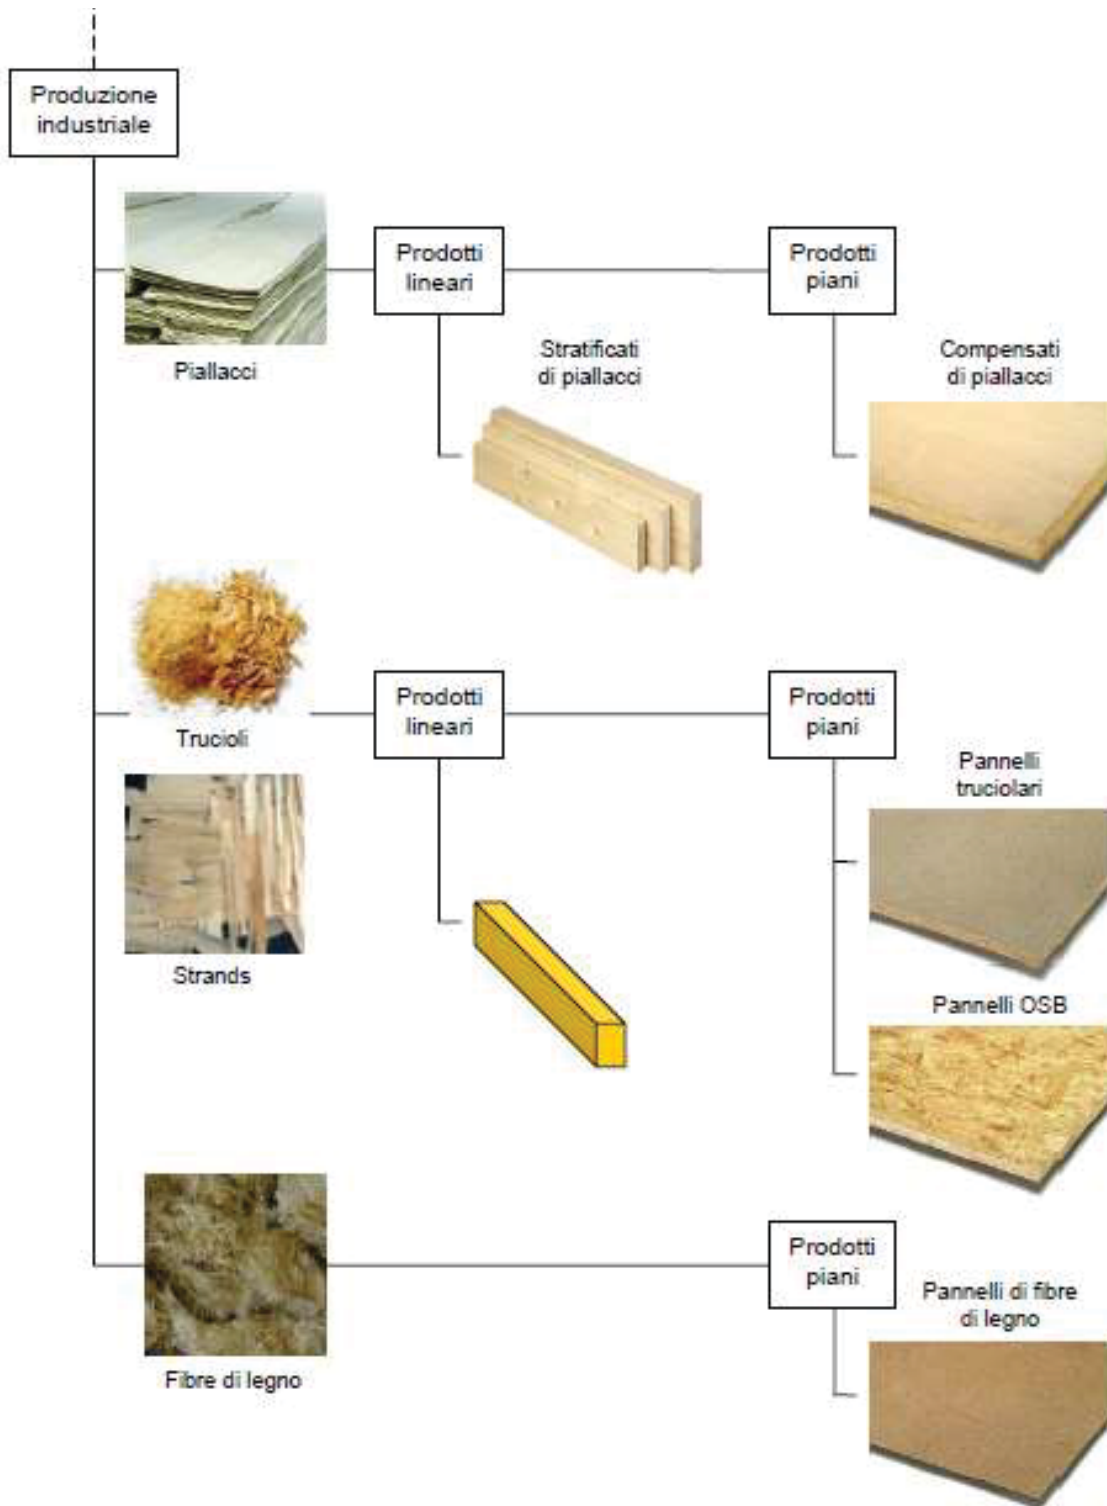 Produzione
industriale
Piallacci
Prodotti
lineari
Prodotti
piani
Stratificati
di piallacci
Compensati
di piallacci
Trucioli
Strands
Prodotti
lineari
Prodotti
piani
Pannelli
truciolari
Pannelli OSB
Fibre di legno
Prodotti
piani
Pannelli di fibre
di legno